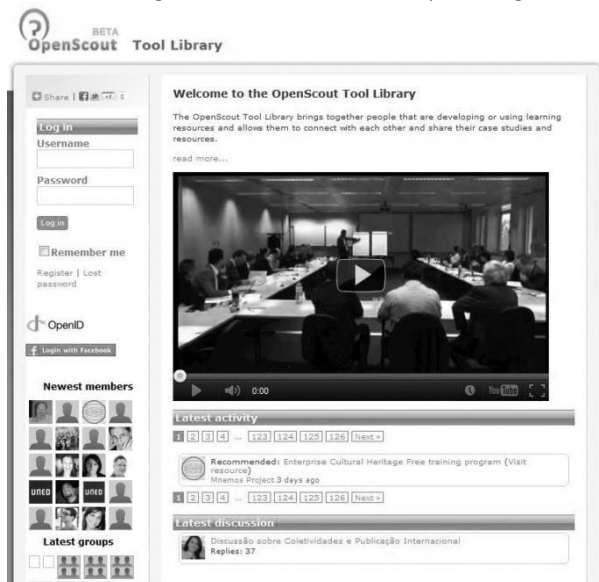 BETA
OpenScout Tool Library
Share |
Log in
Username
Password
Log in
Remember me
Register | Lost
password
OpenID
Login with Facebook
Newest members
UNED
UNED
Latest groups
Welcome to the OpenScout Tool Library
The OpenScout Tool Library brings together people that are developing or using learning
resources and allows them to connect with each other and share their case studies and
resources.
read more...
0:00
YouTube
Latest activity
1 2 3 4 ... 123 124 125 126 Next »
Recommended: Enterprise Cultural Heritage Free training program (Visit
resource)
Mnemos Project 3 days ago
1 2 3 4 ... 123 124 125 126 Next »
Latest discussion
Discussão sobre Coletividades e Publicação Internacional
Replies: 37